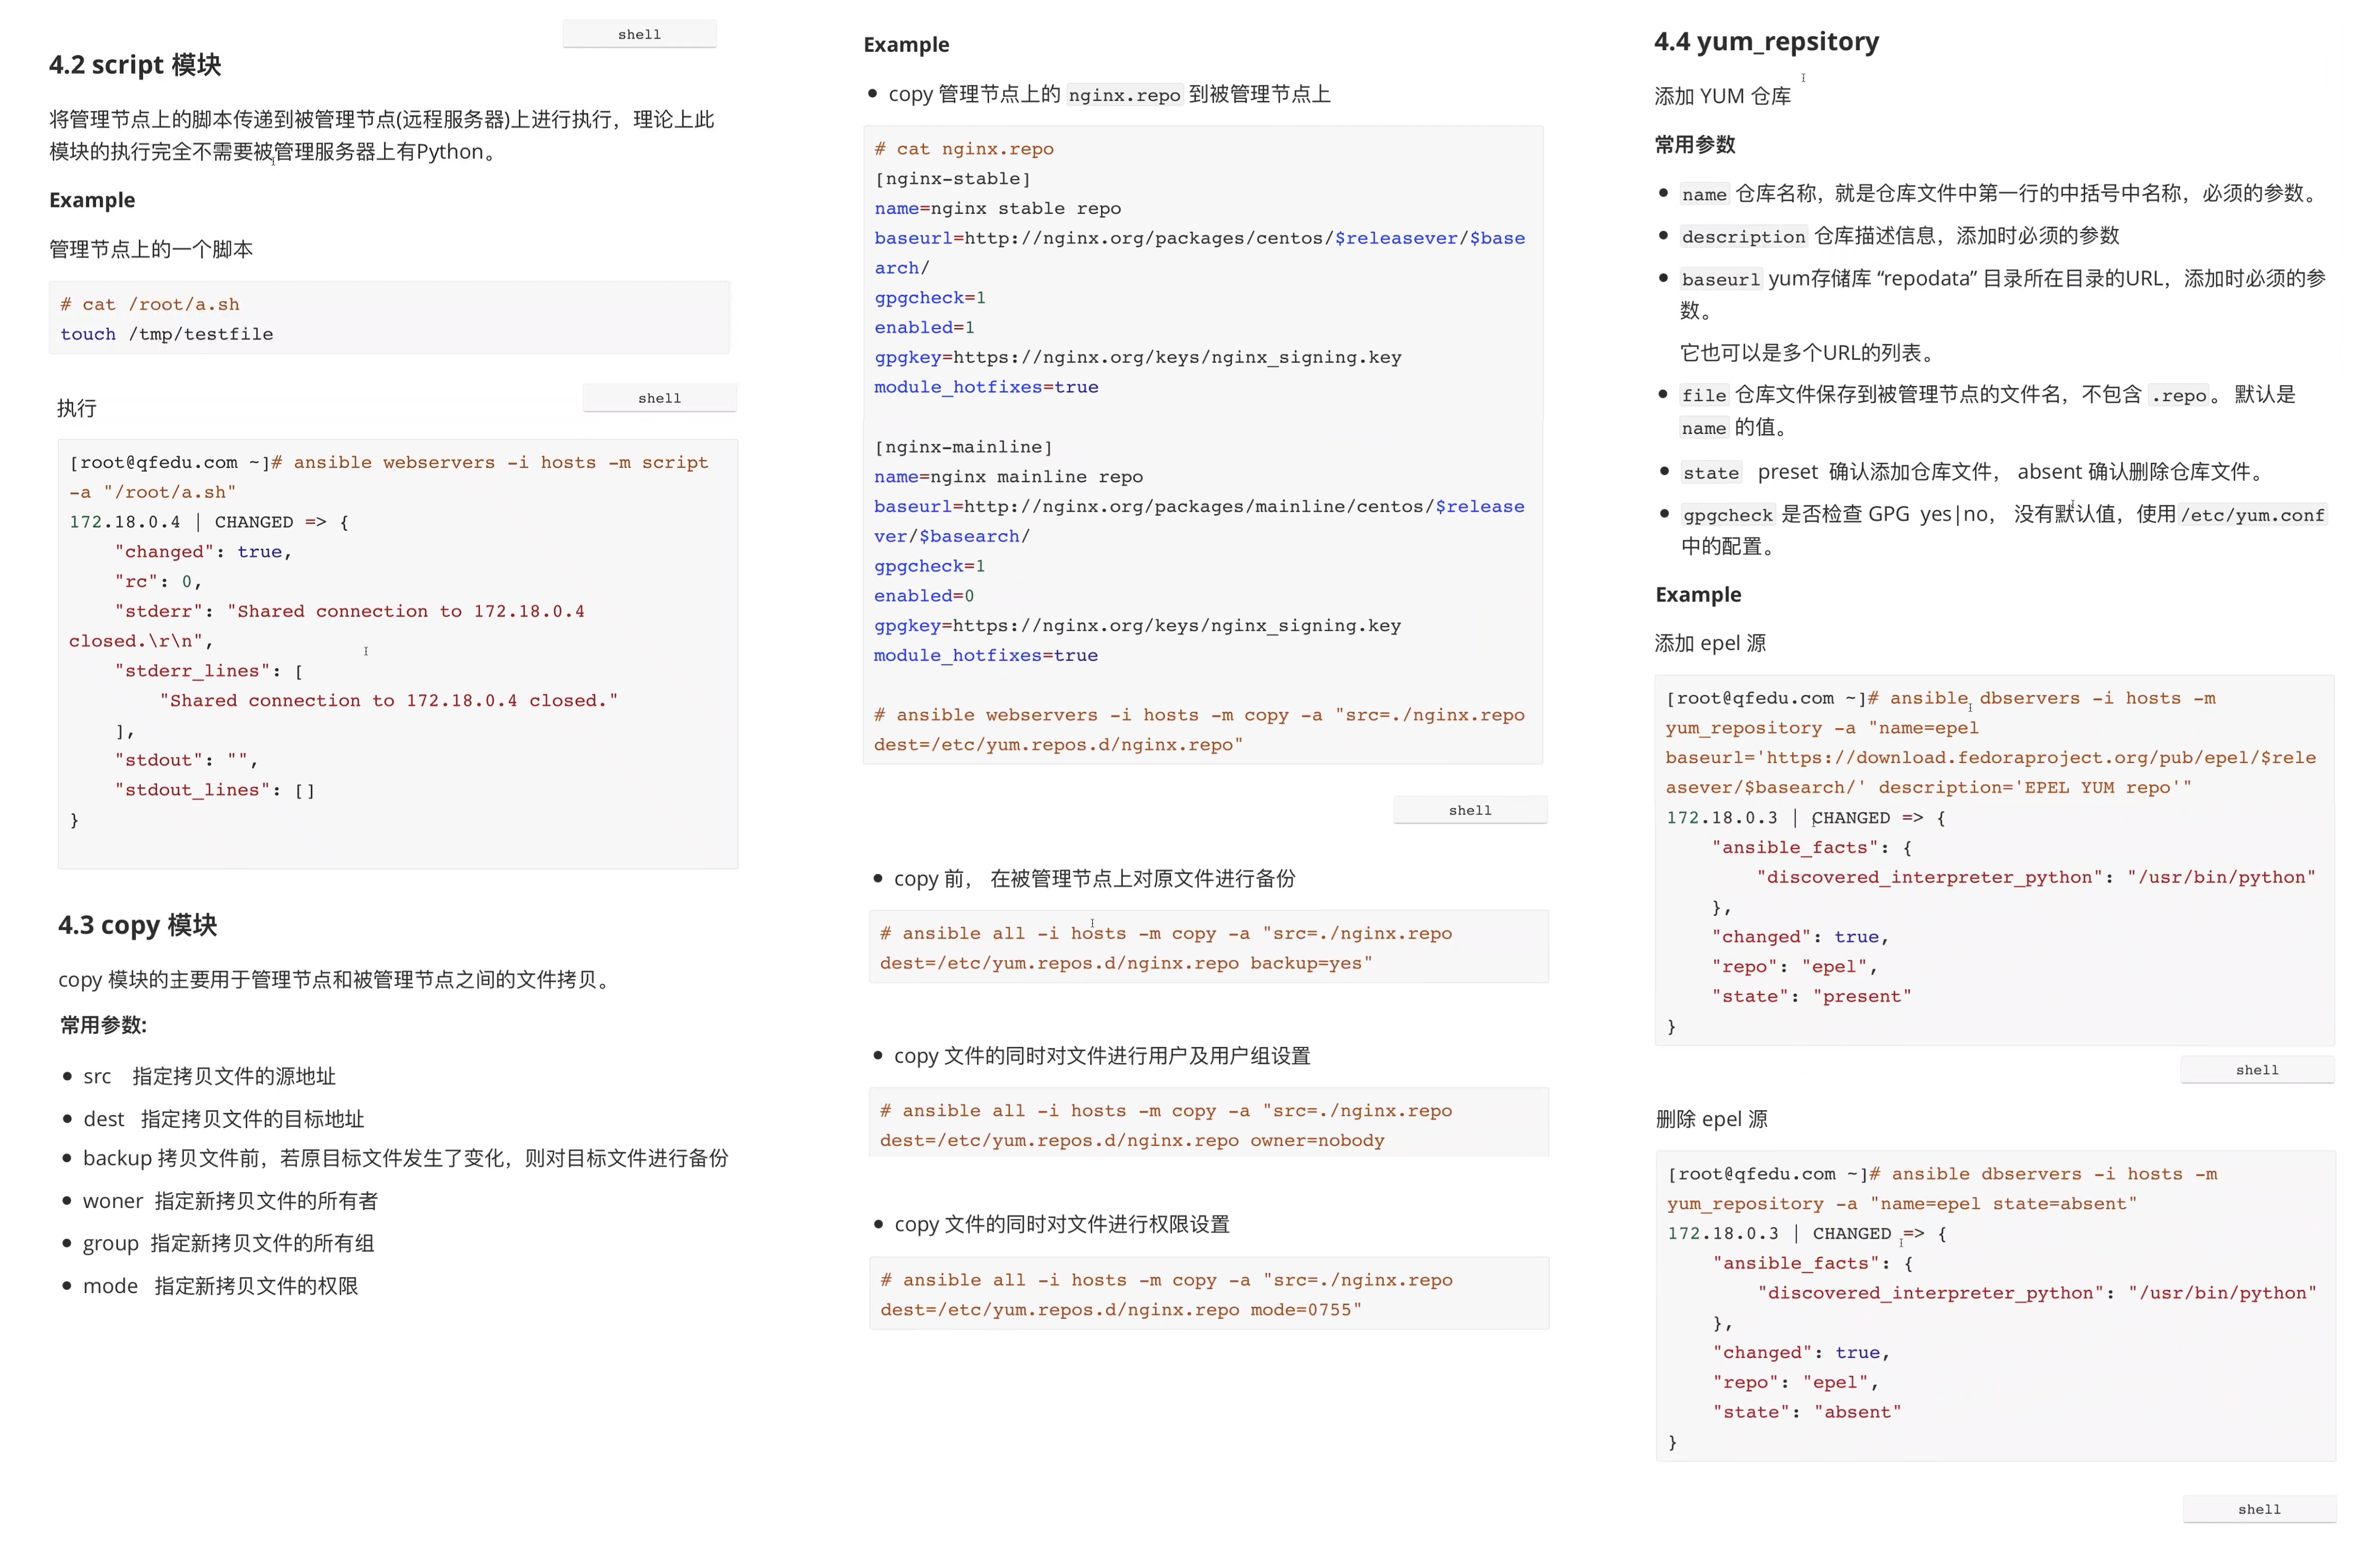 shell
4.2 script 模块
将管理节点上的脚本传递到被管理节点(远程服务器)上进行执行，理论上此
模块的执行完全不需要被管理服务器上有Python。
Example
管理节点上的一个脚本
# cat /root/a.sh
touch /tmp/testfile
shell
执行
[root@qfedu.com ~]# ansible webservers -i hosts -m script
-a "/root/a.sh"
172.18.0.4 | CHANGED => {
    "changed": true,
    "rc": 0,
    "stderr": "Shared connection to 172.18.0.4
closed.\r\n",
    "stderr_lines": [
        "Shared connection to 172.18.0.4 closed."
    ],
    "stdout": "",
    "stdout_lines": []
}
4.3 copy 模块
copy 模块的主要用于管理节点和被管理节点之间的文件拷贝。
常用参数:
• src 指定拷贝文件的源地址
• dest 指定拷贝文件的目标地址
• backup 拷贝文件前，若原目标文件发生了变化，则对目标文件进行备份
• woner 指定新拷贝文件的所有者
• group 指定新拷贝文件的所有组
• mode 指定新拷贝文件的权限
Example
• copy 管理节点上的 nginx.repo 到被管理节点上
# cat nginx.repo
[nginx-stable]
name=nginx stable repo
baseurl=http://nginx.org/packages/centos/$releasever/$base
arch/
gpgcheck=1
enabled=1
gpgkey=https://nginx.org/keys/nginx_signing.key
module_hotfixes=true
[nginx-mainline]
name=nginx mainline repo
baseurl=http://nginx.org/packages/mainline/centos/$release
ver/$basearch/
gpgcheck=1
enabled=0
gpgkey=https://nginx.org/keys/nginx_signing.key
module_hotfixes=true
# ansible webservers -i hosts -m copy -a "src=./nginx.repo
dest=/etc/yum.repos.d/nginx.repo"
shell
• copy 前， 在被管理节点上对原文件进行备份
# ansible all -i hosts -m copy -a "src=./nginx.repo
dest=/etc/yum.repos.d/nginx.repo backup=yes"
• copy 文件的同时对文件进行用户及用户组设置
# ansible all -i hosts -m copy -a "src=./nginx.repo
dest=/etc/yum.repos.d/nginx.repo owner=nobody
• copy 文件的同时对文件进行权限设置
# ansible all -i hosts -m copy -a "src=./nginx.repo
dest=/etc/yum.repos.d/nginx.repo mode=0755"
4.4 yum_repsitory
添加 YUM 仓库
常用参数
• name 仓库名称，就是仓库文件中第一行的中括号中名称，必须的参数。
• description 仓库描述信息，添加时必须的参数
• baseurl yum存储库 “repodata” 目录所在目录的URL，添加时必须的参
数。
它也可以是多个URL的列表。
• file 仓库文件保存到被管理节点的文件名，不包含 .repo。 默认是
name 的值。
• state preset 确认添加仓库文件， absent 确认删除仓库文件。
• gpgcheck 是否检查 GPG yes|no， 没有默认值，使用/etc/yum.conf
中的配置。
Example
添加 epel 源
[root@qfedu.com ~]# ansible dbservers -i hosts -m
yum_repository -a "name=epel
baseurl='https://download.fedoraproject.org/pub/epel/$rele
asever/$basearch/' description='EPEL YUM repo'"
172.18.0.3 | CHANGED => {
    "ansible_facts": {
        "discovered_interpreter_python": "/usr/bin/python"
    },
    "changed": true,
    "repo": "epel",
    "state": "present"
}
shell
删除 epel 源
[root@qfedu.com ~]# ansible dbservers -i hosts -m
yum_repository -a "name=epel state=absent"
172.18.0.3 | CHANGED => {
    "ansible_facts": {
        "discovered_interpreter_python": "/usr/bin/python"
    },
    "changed": true,
    "repo": "epel",
    "state": "absent"
}
shell